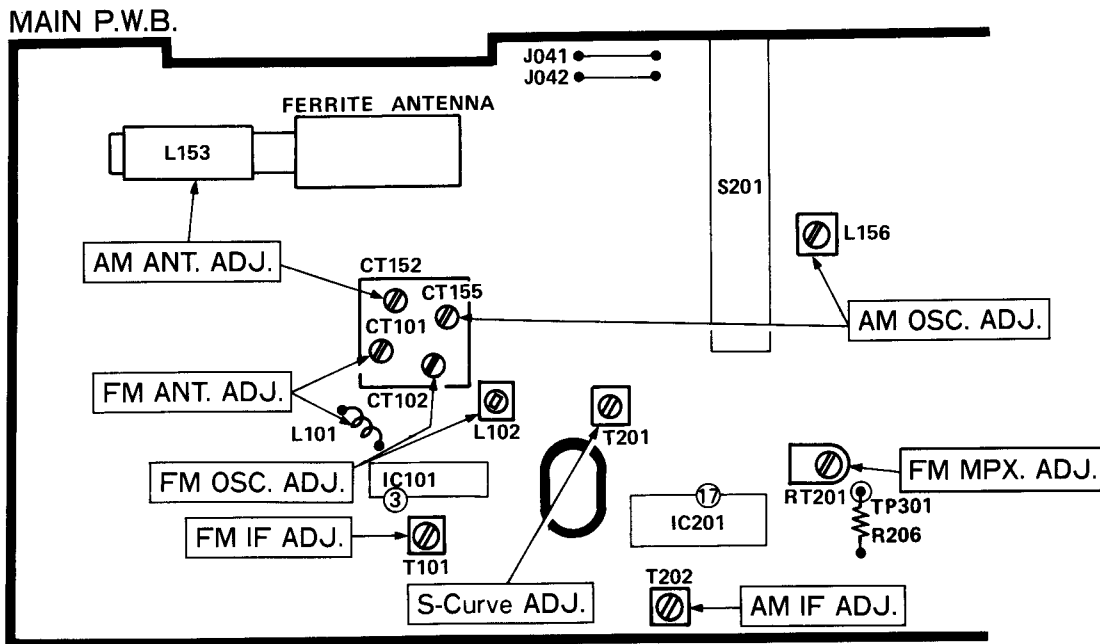 MAIN P.W.B.
J041
J042
FERRITE ANTENNA
L153
S201
L156
AM ANT. ADJ.
CT152
CT155
AM OSC. ADJ.
CT101
FM ANT. ADJ.
CT102
L101
L102
T201
FM OSC. ADJ.
IC101
3
17
IC201
RT201
FM MPX. ADJ.
TP301
R206
FM IF ADJ.
T101
S-Curve ADJ.
T202
AM IF ADJ.